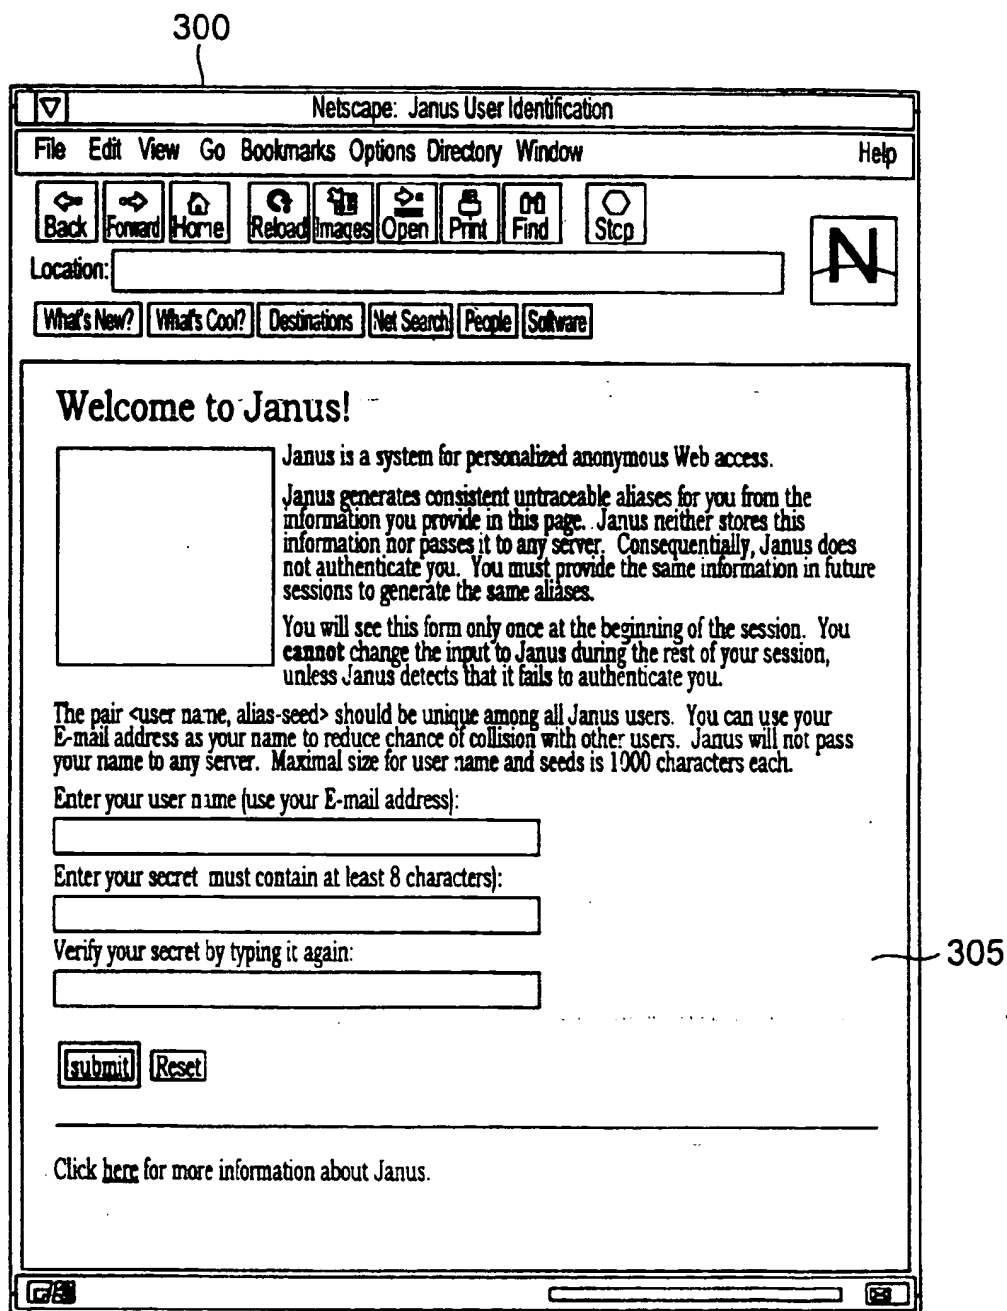 300
Netscape: Janus User Identification
File Edit View Go Bookmarks Options Directory Window Help
Back Forward Home Reload Images Open Print Find Stop
N
Location:
What's New? What's Cool? Destinations Net Search People Software
Welcome to Janus!
Janus is a system for personalized anonymous Web access.
Janus generates consistent untraceable aliases for you from the
information you provide in this page. Janus neither stores this
information nor passes it to any server. Consequentially, Janus does
not authenticate you. You must provide the same information in future
sessions to generate the same aliases.
You will see this form only once at the beginning of the session. You
cannot change the input to Janus during the rest of your session,
unless Janus detects that it fails to authenticate you.
The pair <user name, alias-seed> should be unique among all Janus users. You can use your
E-mail address as your name to reduce chance of collision with other users. Janus will not pass
your name to any server. Maximal size for user name and seeds is 1000 characters each.
Enter your user name (use your E-mail address):
Enter your secret must contain at least 8 characters):
Verify your secret by typing it again:
305
submit Reset
Click here for more information about Janus.